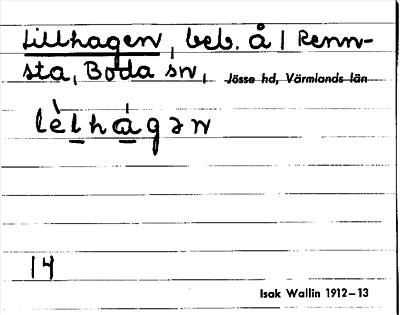 Lillhagen, beb. å Renn-
sta, Boda sn, Jösse hd, Värmlands län
lèlhágən
14
Isak Wallin 1912–13